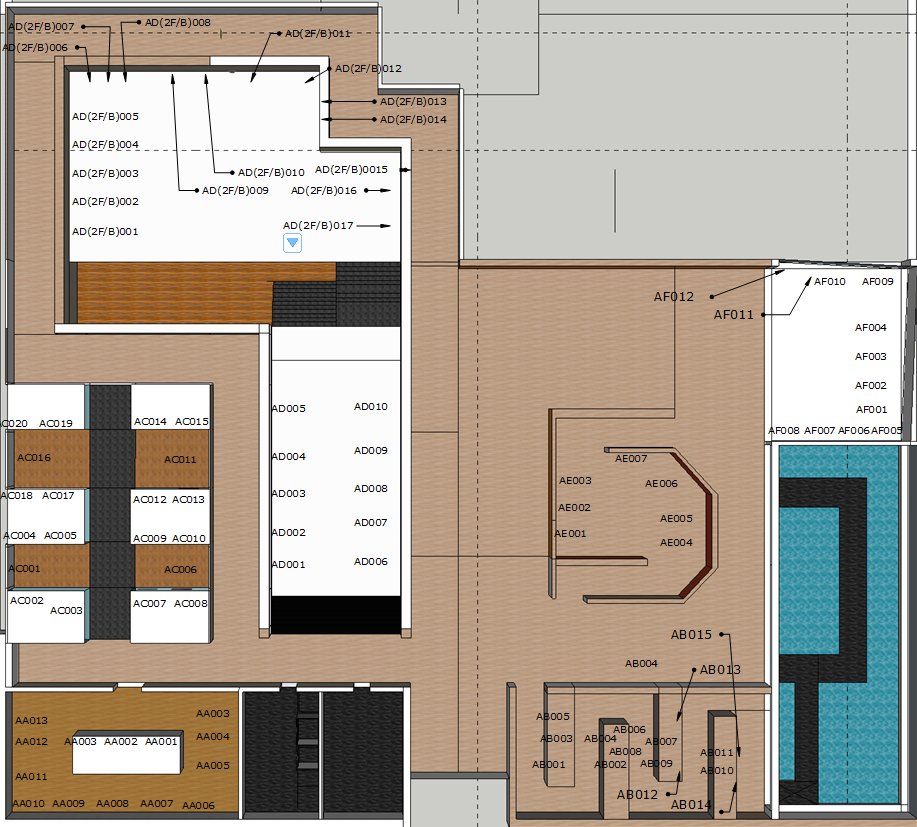 AD(2F/B)008
AD(2F/B)007
AD(2F/B)011
AD(2F/B)006
AD(2F/B)012
AD(2F/B)013
AD(2F/B)005
AD(2F/B)014
AD(2F/B)004
AD(2F/B)003
AD(2F/B)010
AD(2F/B)0015
AD(2F/B)009
AD(2F/B)016
AD(2F/B)002
AD(2F/B)001
AD(2F/B)017
AF010 AF009
AF012
AF011
AF004
AF003
AF002
AF001
AF008 AF007 AF006 AF005
AD005 AD010
C020 AC019 AC014 AC015
AD004 AD009
AC016 AC011
AE007
AE003 AE006
AD003 AD008
AC018 AC017 AC012 AC013
AE002
AE005
AD007
AE001
AD002
AC004 AC005 AC009 AC010
AE004
AD001 AD006
AC001 AC006
AC002 AC003 AC007 AC008
AB015
AB004
AB013
AA013 AA003
AB005
AB006
AA012 AA003 AA002 AA001 AA004
AB003 AB004 AB007
AB008 AB011
AA005
AB001 AB002 AB009 AB010
AA011
AB012
AB014
AA010 AA009 AA008 AA007 AA006